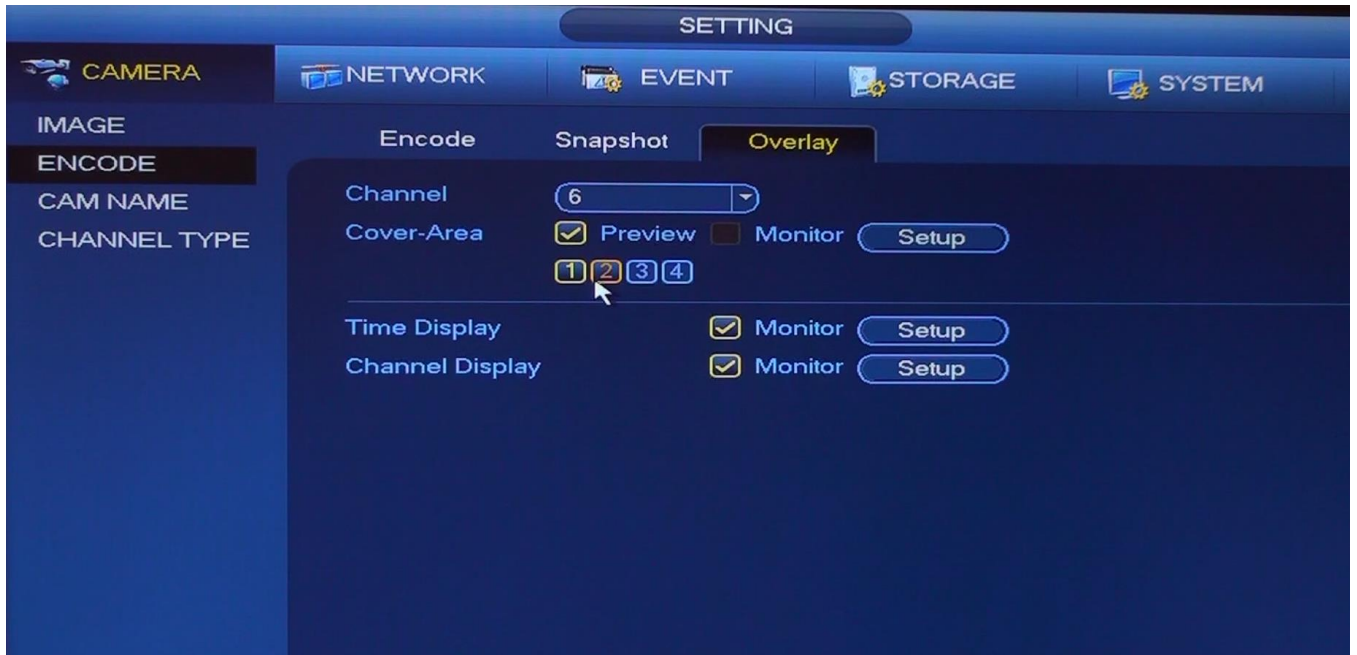 SETTING
CAMERA NETWORK EVENT STORAGE SYSTEM
IMAGE
ENCODE
CAM NAME
CHANNEL TYPE
Encode Snapshot Overlay
Channel 6
Cover-Area Preview Monitor Setup
1 2 3 4
Time Display Monitor Setup
Channel Display Monitor Setup